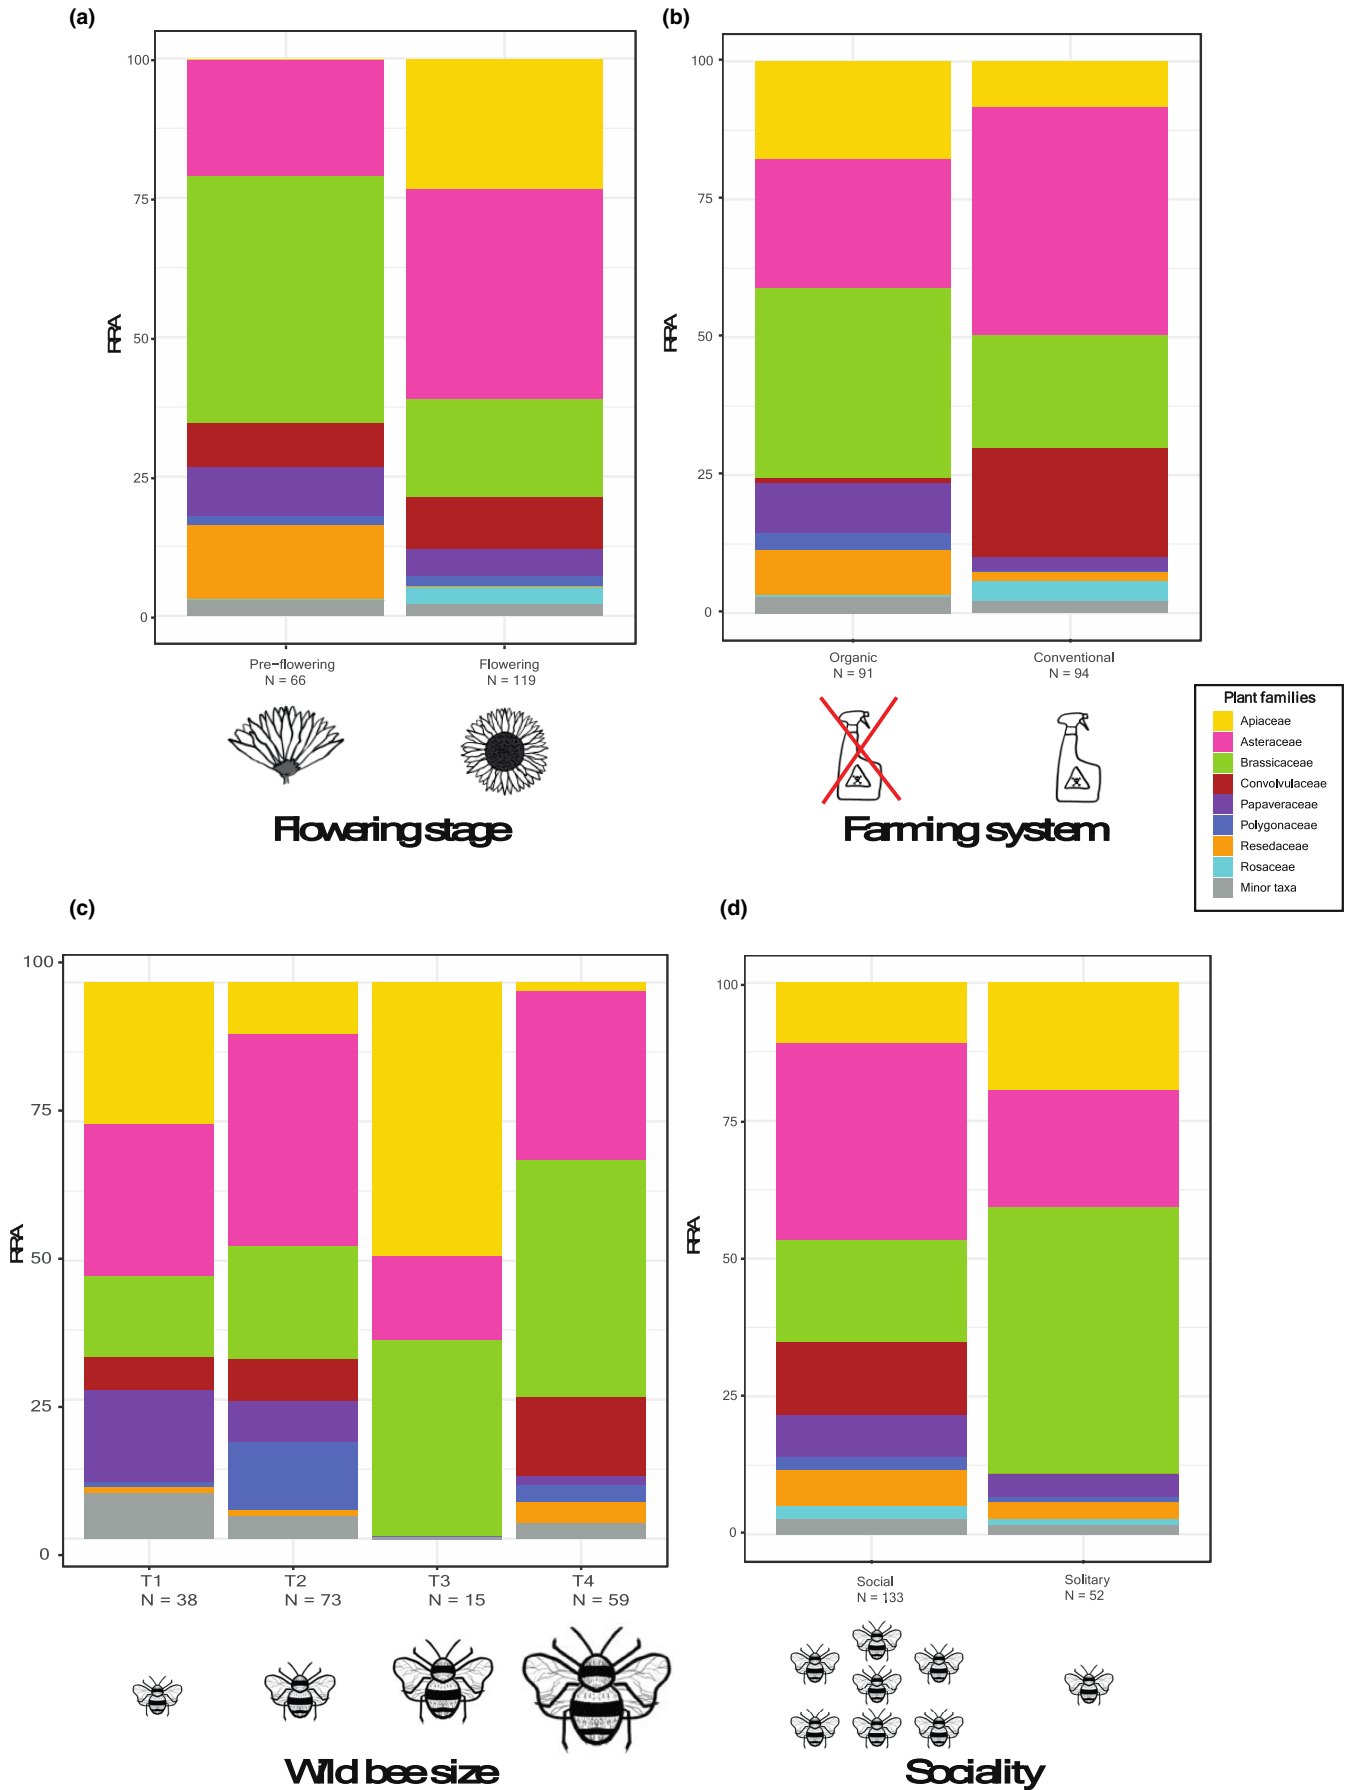 (a)
100
75
50
25
0
RRA
Pre-flowering
N = 66
Flowering
N = 119
Flowering stage
(b)
100
75
50
25
0
RRA
Organic
N = 91
Conventional
N = 94
Farming system
Plant families
Apiaceae
Asteraceae
Brassicaceae
Convolvulaceae
Papaveraceae
Polygonaceae
Resedaceae
Rosaceae
Minor taxa
(c)
100
75
50
25
0
RRA
T1
N = 38
T2
N = 73
T3
N = 15
T4
N = 59
Wild bee size
(d)
100
75
50
25
0
RRA
Social
N = 133
Solitary
N = 52
Sociality